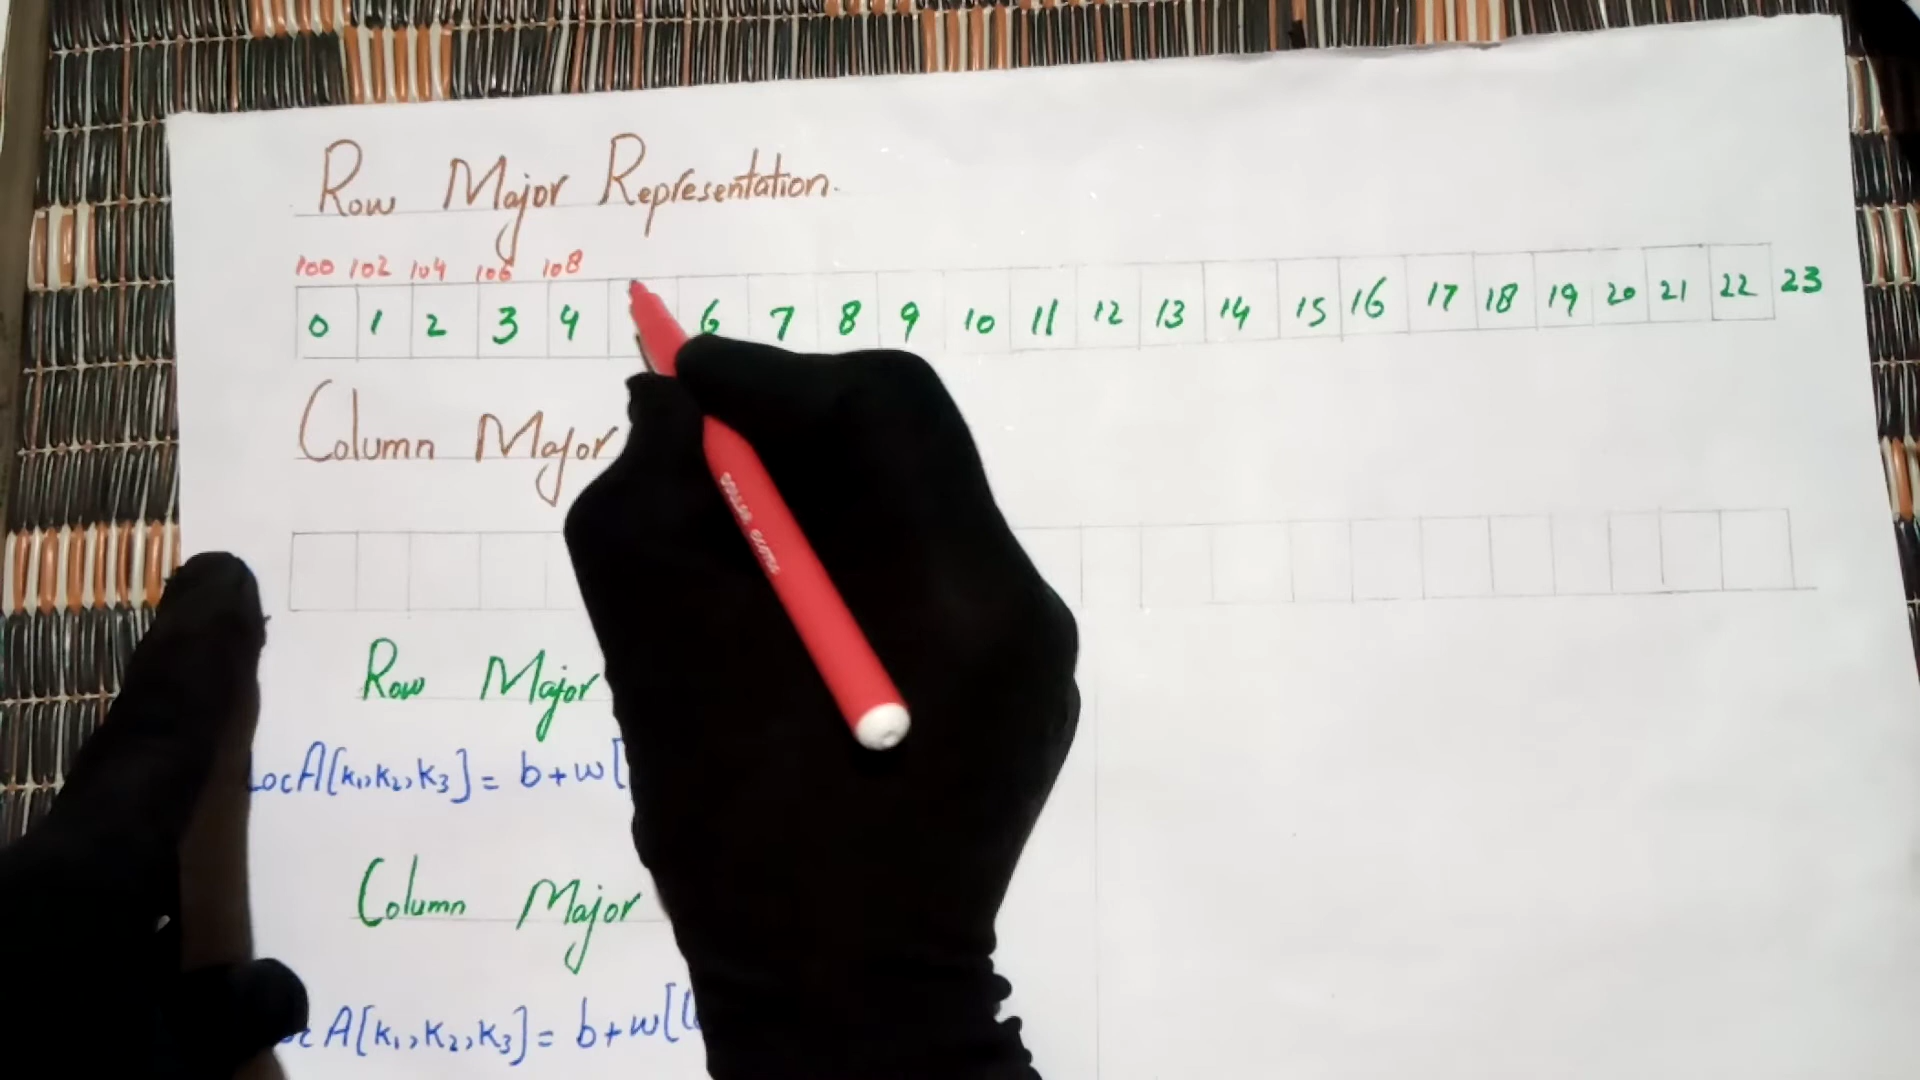 Row Major Representation.
100 102 104 106 108
0 1 2 3 4 6 7 8 9 10 11 12 13 14 15 16 17 18 19 20 21 22 23
Column Major
Row Major
LocA[K₁,K₂,K₃] = b+w[
Column Major
A[K₁,K₂,K₃] = b+w[(